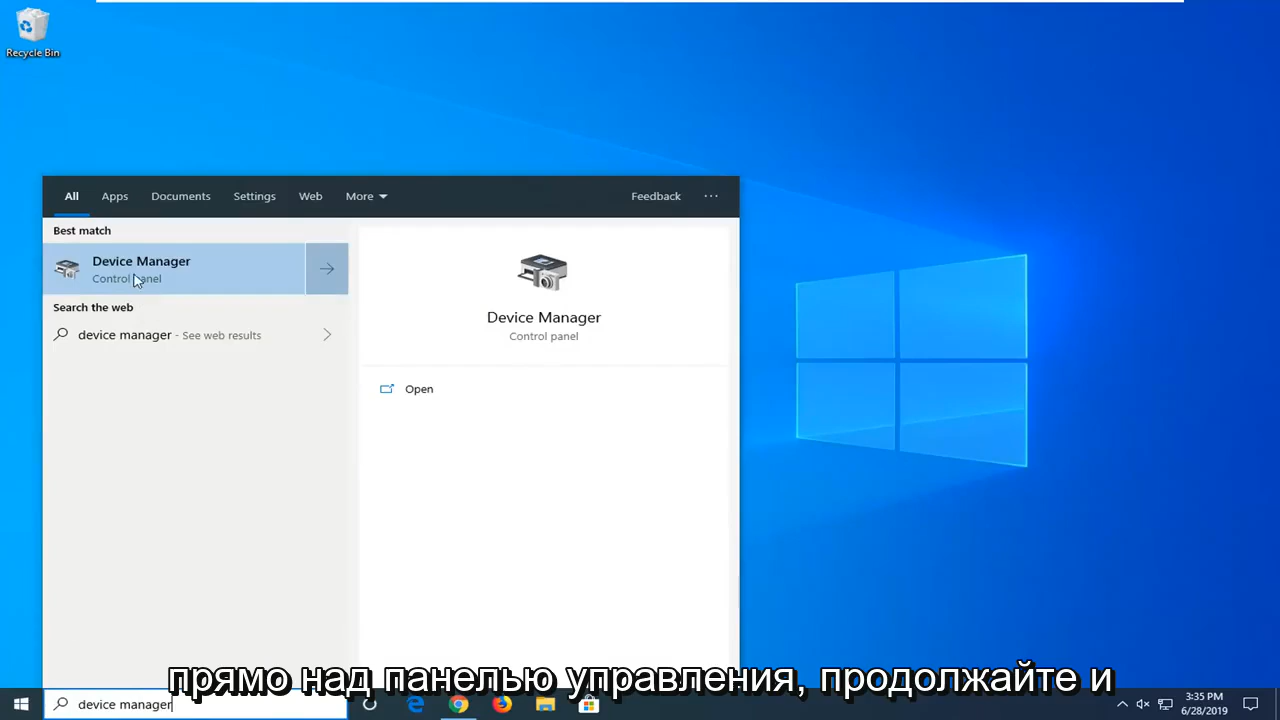 Recycle Bin
All Apps Documents Settings Web More Feedback ...
Best match
Device Manager
Control panel
Search the web
device manager - See web results
Device Manager
Control panel
Open
прямо над панелью управления, продолжайте и
device manager
3:35 PM
6/28/2019